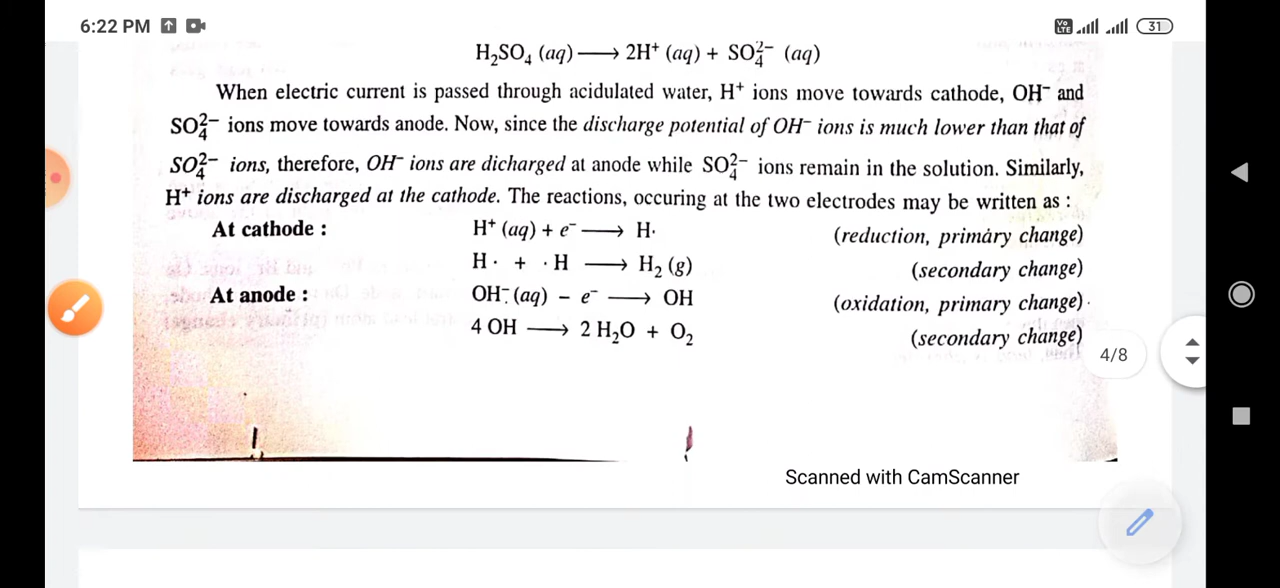 6:22 PM
Vo LTE
31
H₂SO₄ (aq) ⟶ 2H⁺ (aq) + SO₄²⁻ (aq)
When electric current is passed through acidulated water, H⁺ ions move towards cathode, OH⁻ and
SO₄²⁻ ions move towards anode. Now, since the discharge potential of OH⁻ ions is much lower than that of
SO₄²⁻ ions, therefore, OH⁻ ions are dicharged at anode while SO₄²⁻ ions remain in the solution. Similarly,
H⁺ ions are discharged at the cathode. The reactions, occuring at the two electrodes may be written as :
At cathode : H⁺ (aq) + e⁻ ⟶ H· (reduction, primary change)
H · + · H ⟶ H₂ (g) (secondary change)
At anode : OH⁻ (aq) − e⁻ ⟶ OH (oxidation, primary change)
4 OH ⟶ 2 H₂O + O₂ (secondary change)
4/8
Scanned with CamScanner